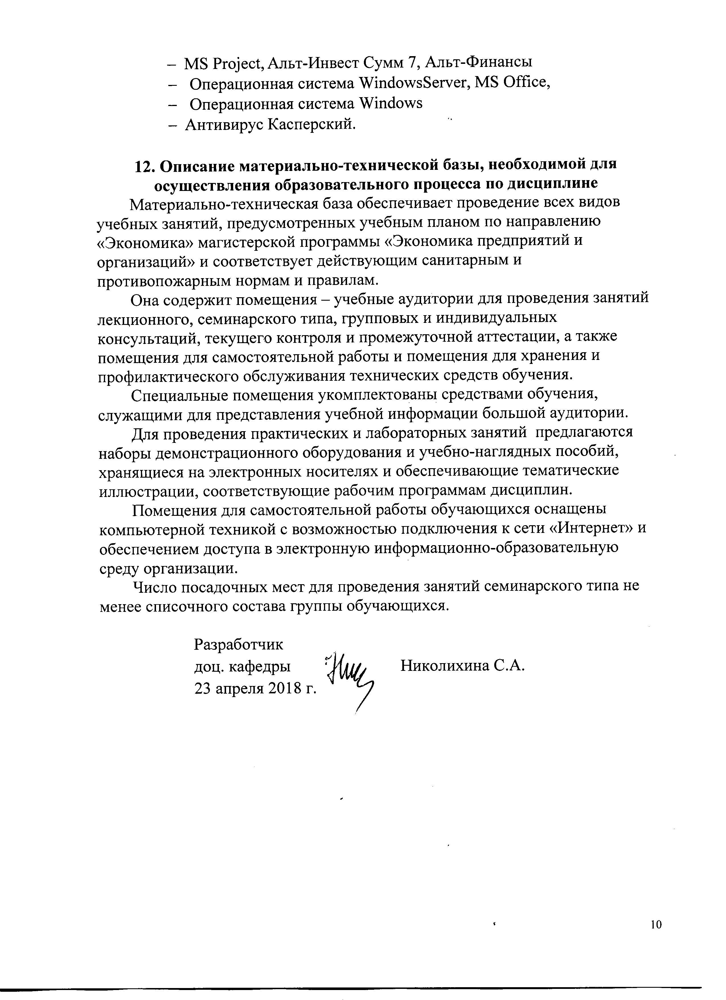 – MS Project, Альт-Инвест Сумм 7, Альт-Финансы
– Операционная система WindowsServer, MS Office,
– Операционная система Windows
– Антивирус Касперский.
12. Описание материально-технической базы, необходимой для
осуществления образовательного процесса по дисциплине
Материально-техническая база обеспечивает проведение всех видов
учебных занятий, предусмотренных учебным планом по направлению
«Экономика» магистерской программы «Экономика предприятий и
организаций» и соответствует действующим санитарным и
противопожарным нормам и правилам.
Она содержит помещения – учебные аудитории для проведения занятий
лекционного, семинарского типа, групповых и индивидуальных
консультаций, текущего контроля и промежуточной аттестации, а также
помещения для самостоятельной работы и помещения для хранения и
профилактического обслуживания технических средств обучения.
Специальные помещения укомплектованы средствами обучения,
служащими для представления учебной информации большой аудитории.
Для проведения практических и лабораторных занятий  предлагаются
наборы демонстрационного оборудования и учебно-наглядных пособий,
хранящиеся на электронных носителях и обеспечивающие тематические
иллюстрации, соответствующие рабочим программам дисциплин.
Помещения для самостоятельной работы обучающихся оснащены
компьютерной техникой с возможностью подключения к сети «Интернет» и
обеспечением доступа в электронную информационно-образовательную
среду организации.
Число посадочных мест для проведения занятий семинарского типа не
менее списочного состава группы обучающихся.
Разработчик
доц. кафедры Николихина С.А.
23 апреля 2018 г.
10